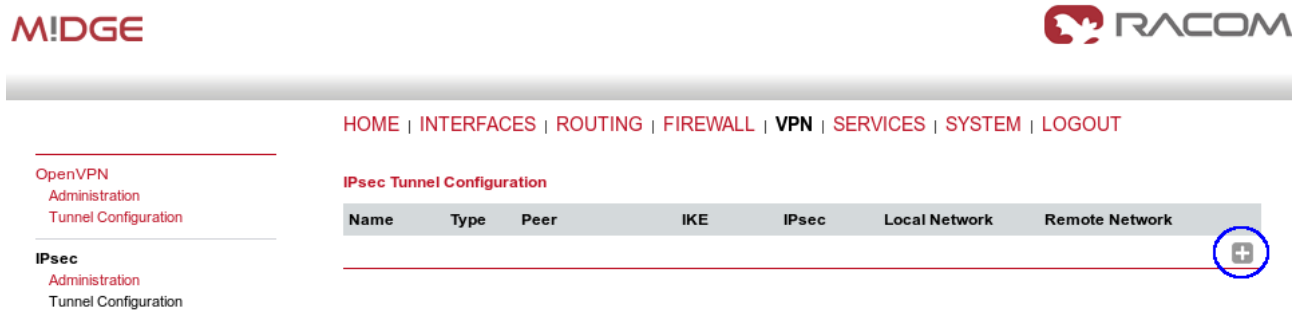 M!DGE
RACOM
HOME | INTERFACES | ROUTING | FIREWALL | VPN | SERVICES | SYSTEM | LOGOUT
OpenVPN
Administration
Tunnel Configuration
IPsec
Administration
Tunnel Configuration
IPsec Tunnel Configuration
Name Type Peer IKE IPsec Local Network Remote Network